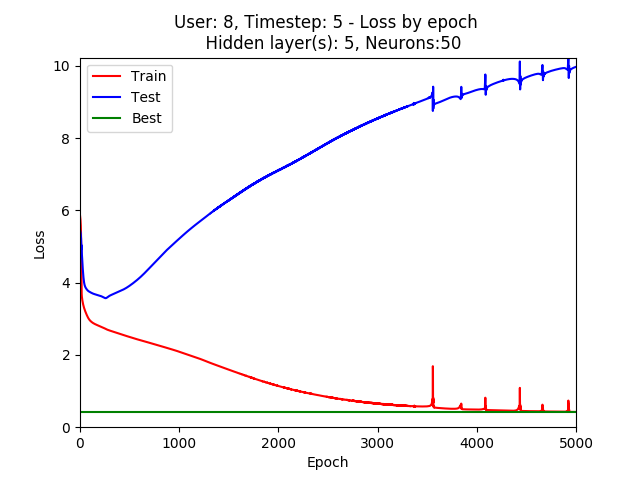 User: 8, Timestep: 5 - Loss by epoch
Hidden layer(s): 5, Neurons:50
Train
Test
Best
10
8
6
4
2
0
Loss
0 1000 2000 3000 4000 5000
Epoch